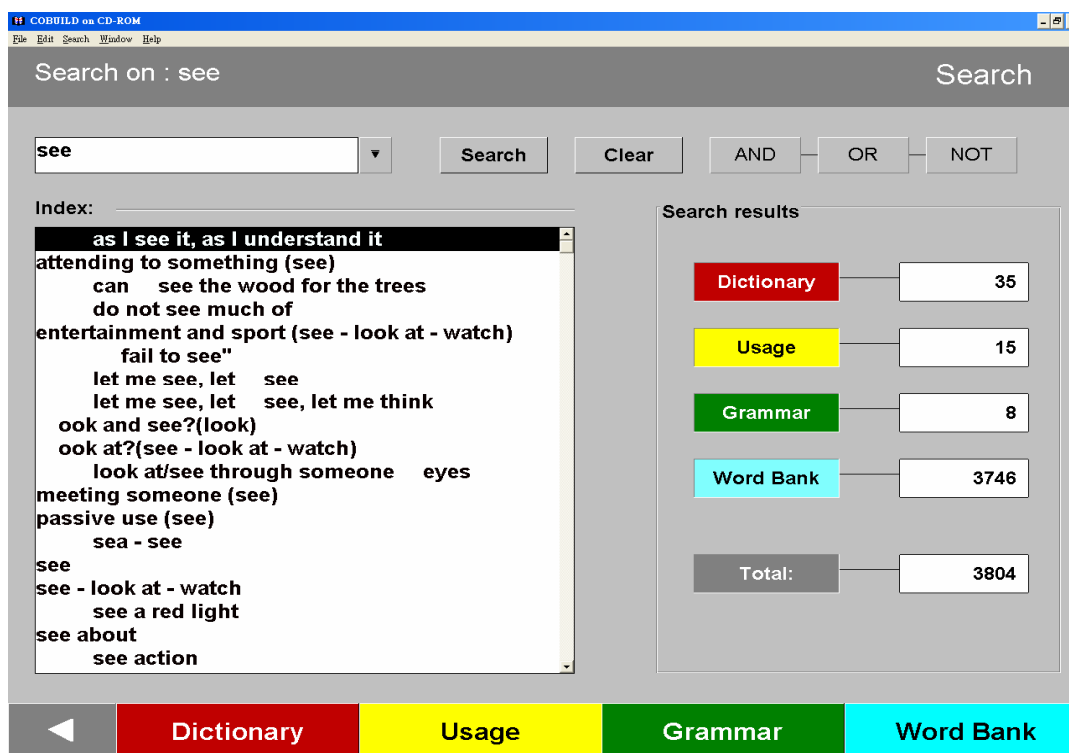 COBUILD on CD-ROM
File Edit Search Window Help
Search on : see
Search
see
Search
Clear
AND
OR
NOT
Index:
as I see it, as I understand it
attending to something (see)
can see the wood for the trees
do not see much of
entertainment and sport (see - look at - watch)
fail to see"
let me see, let see
let me see, let see, let me think
ook and see?(look)
ook at?(see - look at - watch)
look at/see through someone eyes
meeting someone (see)
passive use (see)
sea - see
see
see - look at - watch
see a red light
see about
see action
Search results
Dictionary 35
Usage 15
Grammar 8
Word Bank 3746
Total: 3804
Dictionary
Usage
Grammar
Word Bank